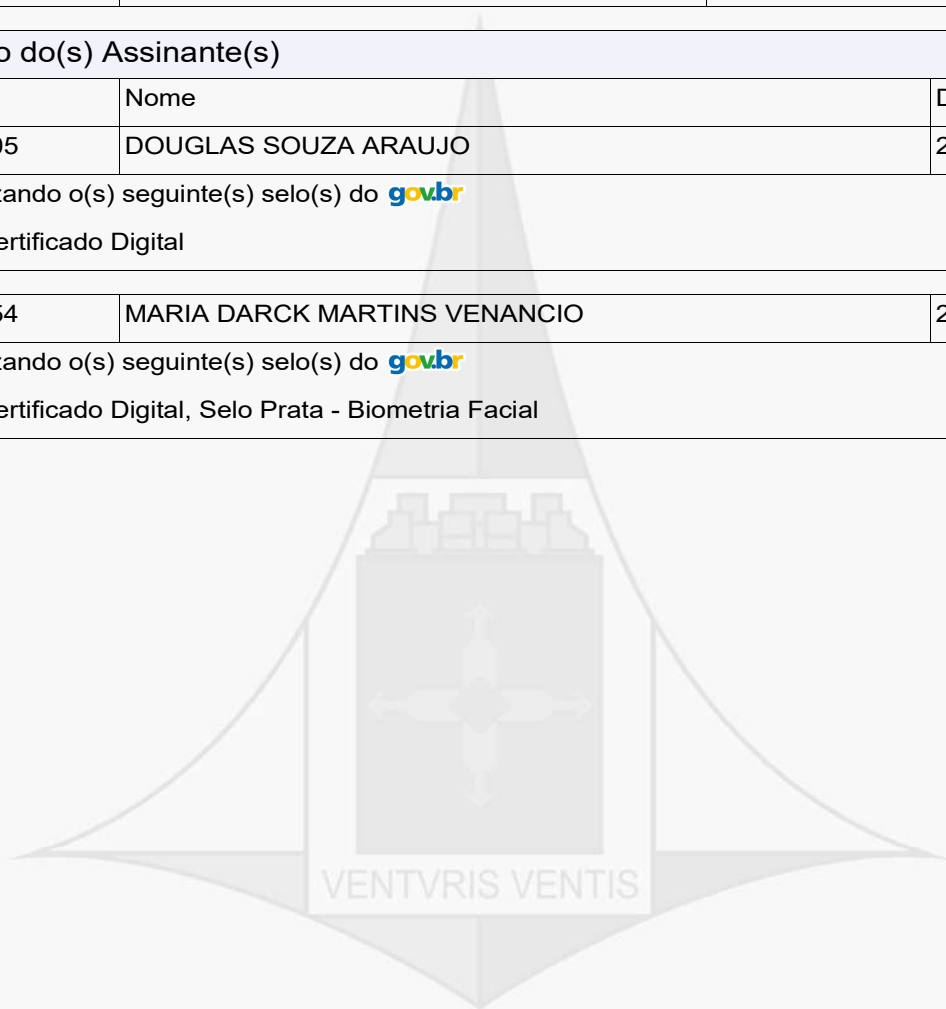 o do(s) Assinante(s)
Nome D
95 DOUGLAS SOUZA ARAUJO 2
zando o(s) seguinte(s) selo(s) do gov.br
ertificado Digital
54 MARIA DARCK MARTINS VENANCIO 2
zando o(s) seguinte(s) selo(s) do gov.br
ertificado Digital, Selo Prata - Biometria Facial
VENTVRIS VENTIS